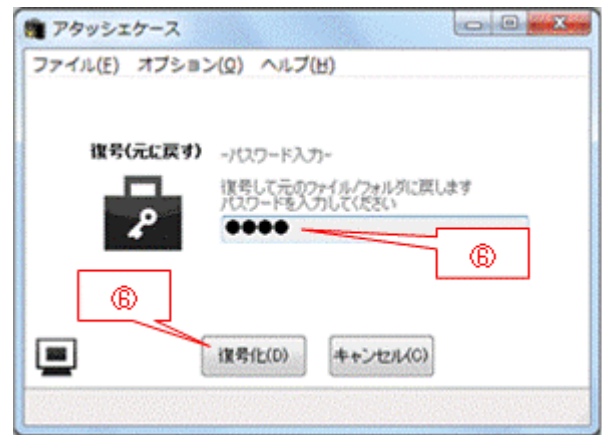 アタッシェケース
ファイル(F) オプション(O) ヘルプ(H)
復号(元に戻す) -パスワード入力-
復号して元のファイル/フォルダに戻します
パスワードを入力してください
⑥
⑥
復号化(D) キャンセル(C)